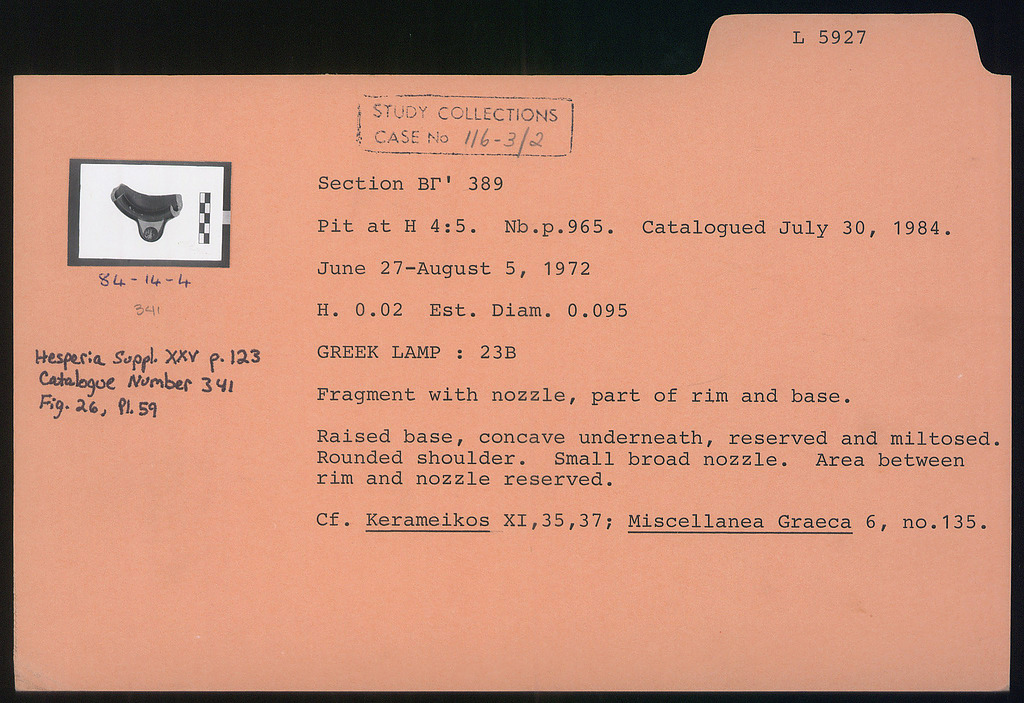 L 5927
STUDY COLLECTIONS
CASE No 116-3/2
Section ΒΓ' 389
Pit at H 4:5. Nb.p.965. Catalogued July 30, 1984.
June 27-August 5, 1972
H. 0.02 Est. Diam. 0.095
GREEK LAMP : 23B
Fragment with nozzle, part of rim and base.
Raised base, concave underneath, reserved and miltosed.
Rounded shoulder. Small broad nozzle. Area between
rim and nozzle reserved.
Cf. Kerameikos XI,35,37; Miscellanea Graeca 6, no.135.
84-14-4
341
Hesperia Suppl. XXV p. 123
Catalogue Number 341
Fig. 26, Pl. 59